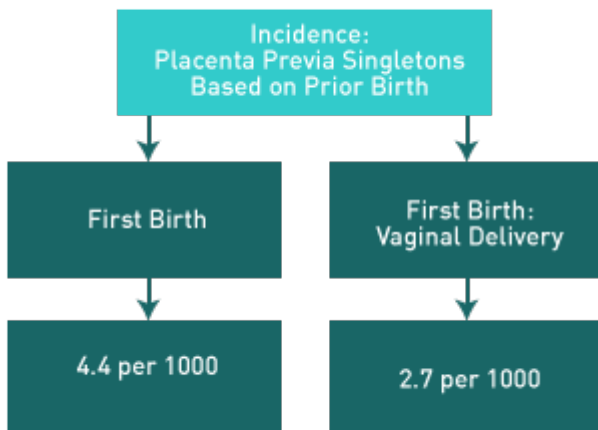 Incidence:
Placenta Previa Singletons
Based on Prior Birth
First Birth
First Birth:
Vaginal Delivery
4.4 per 1000
2.7 per 1000